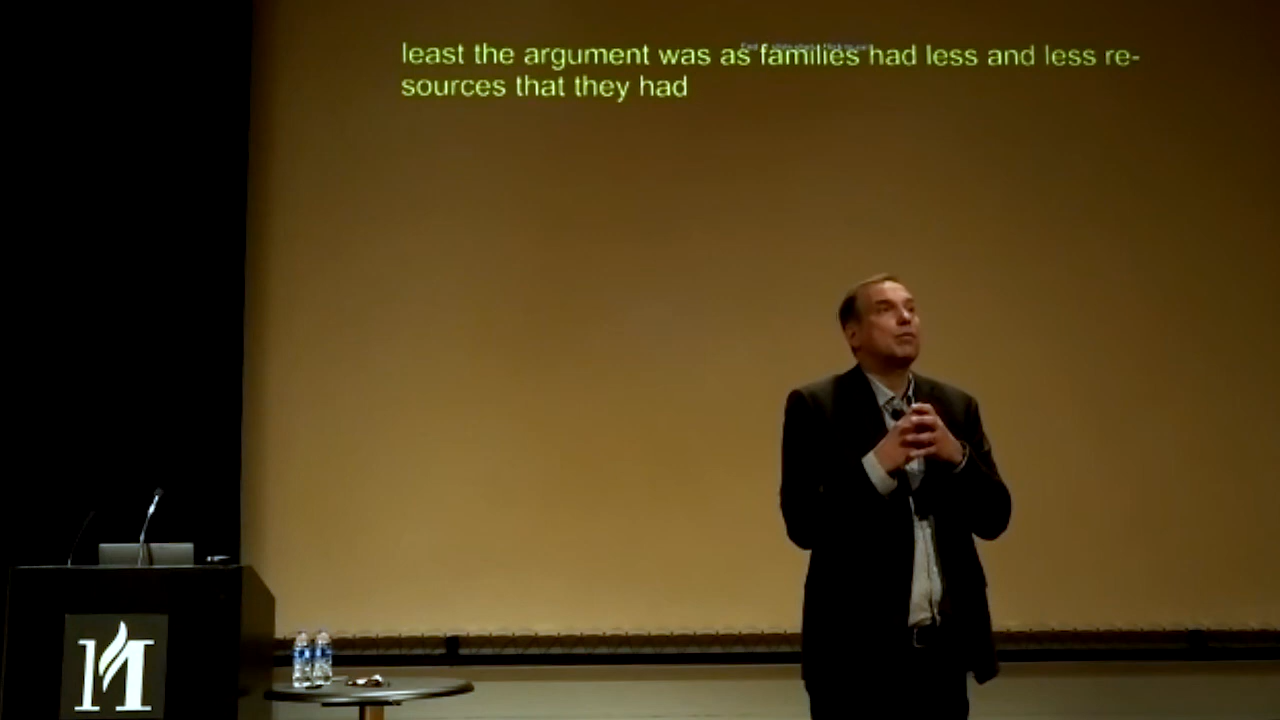 least the argument was as families had less and less re-
sources that they had
M